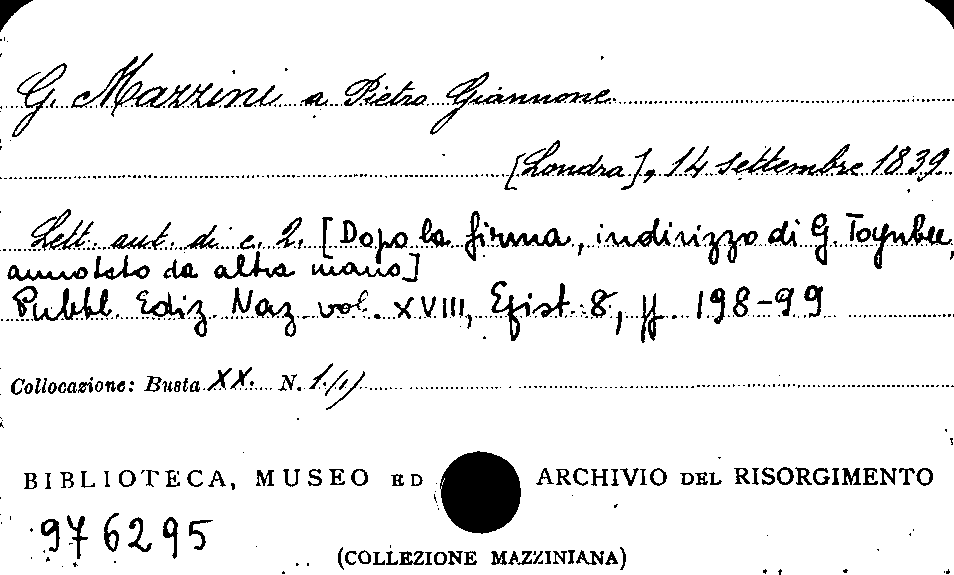 G. Mazzini a Pietro Giannone
[Londra], 14 settembre 1839.
Lett. aut. di c. 2. [Dopo la firma, indirizzo di G. Toynbee,
annotato da altra mano]
Pubbl. Ediz. Naz. vol. XVIII, Epist. 8, pp. 198-99
Collocazione: Busta XX. N. 1./1)
BIBLIOTECA, MUSEO ED ARCHIVIO DEL RISORGIMENTO
976295
(COLLEZIONE MAZZINIANA)